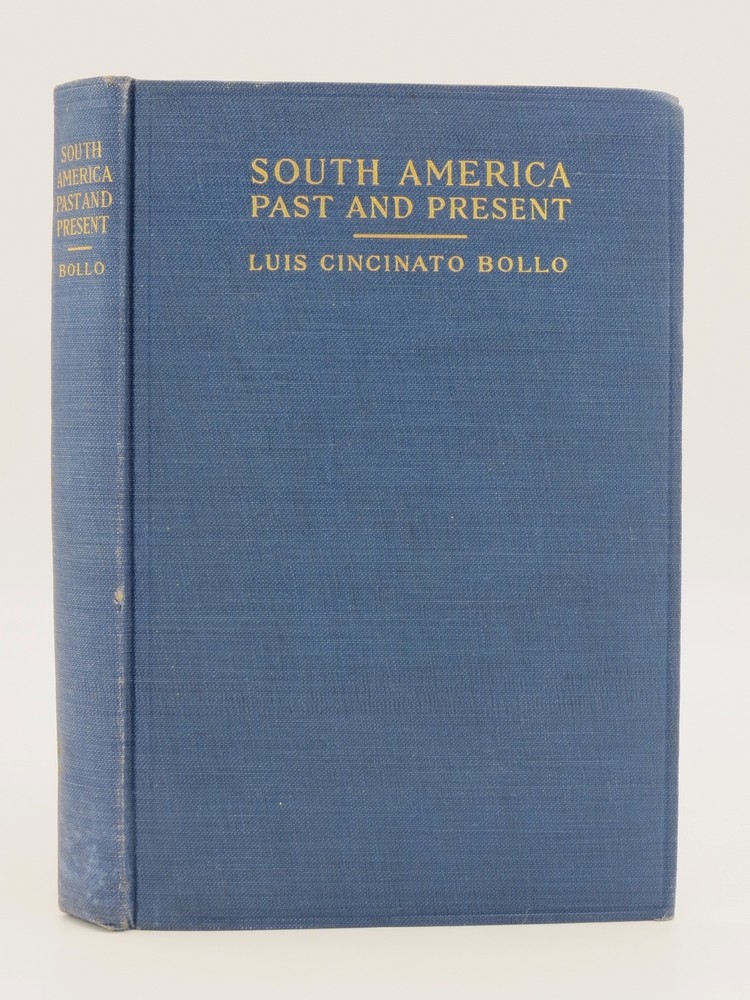 SOUTH
AMERICA
PAST AND
PRESENT
BOLLO
SOUTH AMERICA
PAST AND PRESENT
LUIS CINCINATO BOLLO